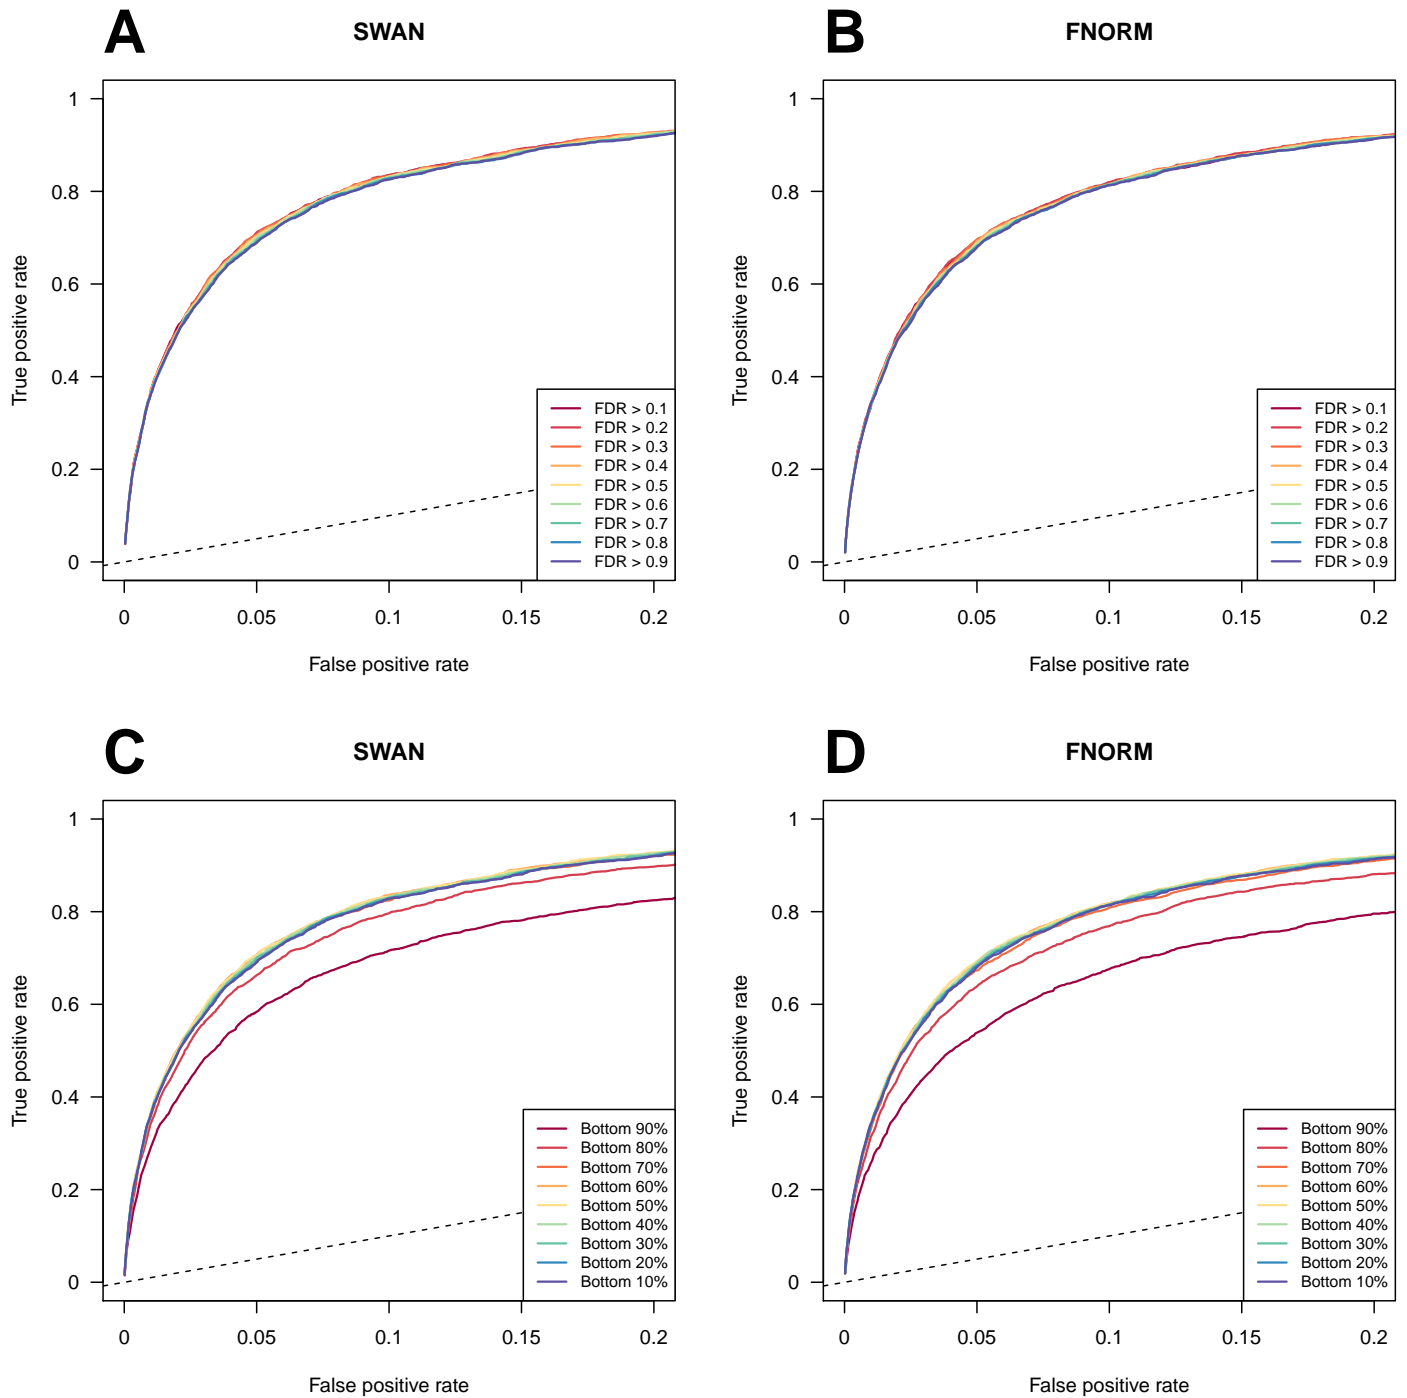 A
SWAN
True positive rate
1
0.8
0.6
0.4
0.2
0
FDR > 0.1
FDR > 0.2
FDR > 0.3
FDR > 0.4
FDR > 0.5
FDR > 0.6
FDR > 0.7
FDR > 0.8
FDR > 0.9
0 0.05 0.1 0.15 0.2
False positive rate
B
FNORM
True positive rate
1
0.8
0.6
0.4
0.2
0
FDR > 0.1
FDR > 0.2
FDR > 0.3
FDR > 0.4
FDR > 0.5
FDR > 0.6
FDR > 0.7
FDR > 0.8
FDR > 0.9
0 0.05 0.1 0.15 0.2
False positive rate
C
SWAN
True positive rate
1
0.8
0.6
0.4
0.2
0
Bottom 90%
Bottom 80%
Bottom 70%
Bottom 60%
Bottom 50%
Bottom 40%
Bottom 30%
Bottom 20%
Bottom 10%
0 0.05 0.1 0.15 0.2
False positive rate
D
FNORM
True positive rate
1
0.8
0.6
0.4
0.2
0
Bottom 90%
Bottom 80%
Bottom 70%
Bottom 60%
Bottom 50%
Bottom 40%
Bottom 30%
Bottom 20%
Bottom 10%
0 0.05 0.1 0.15 0.2
False positive rate